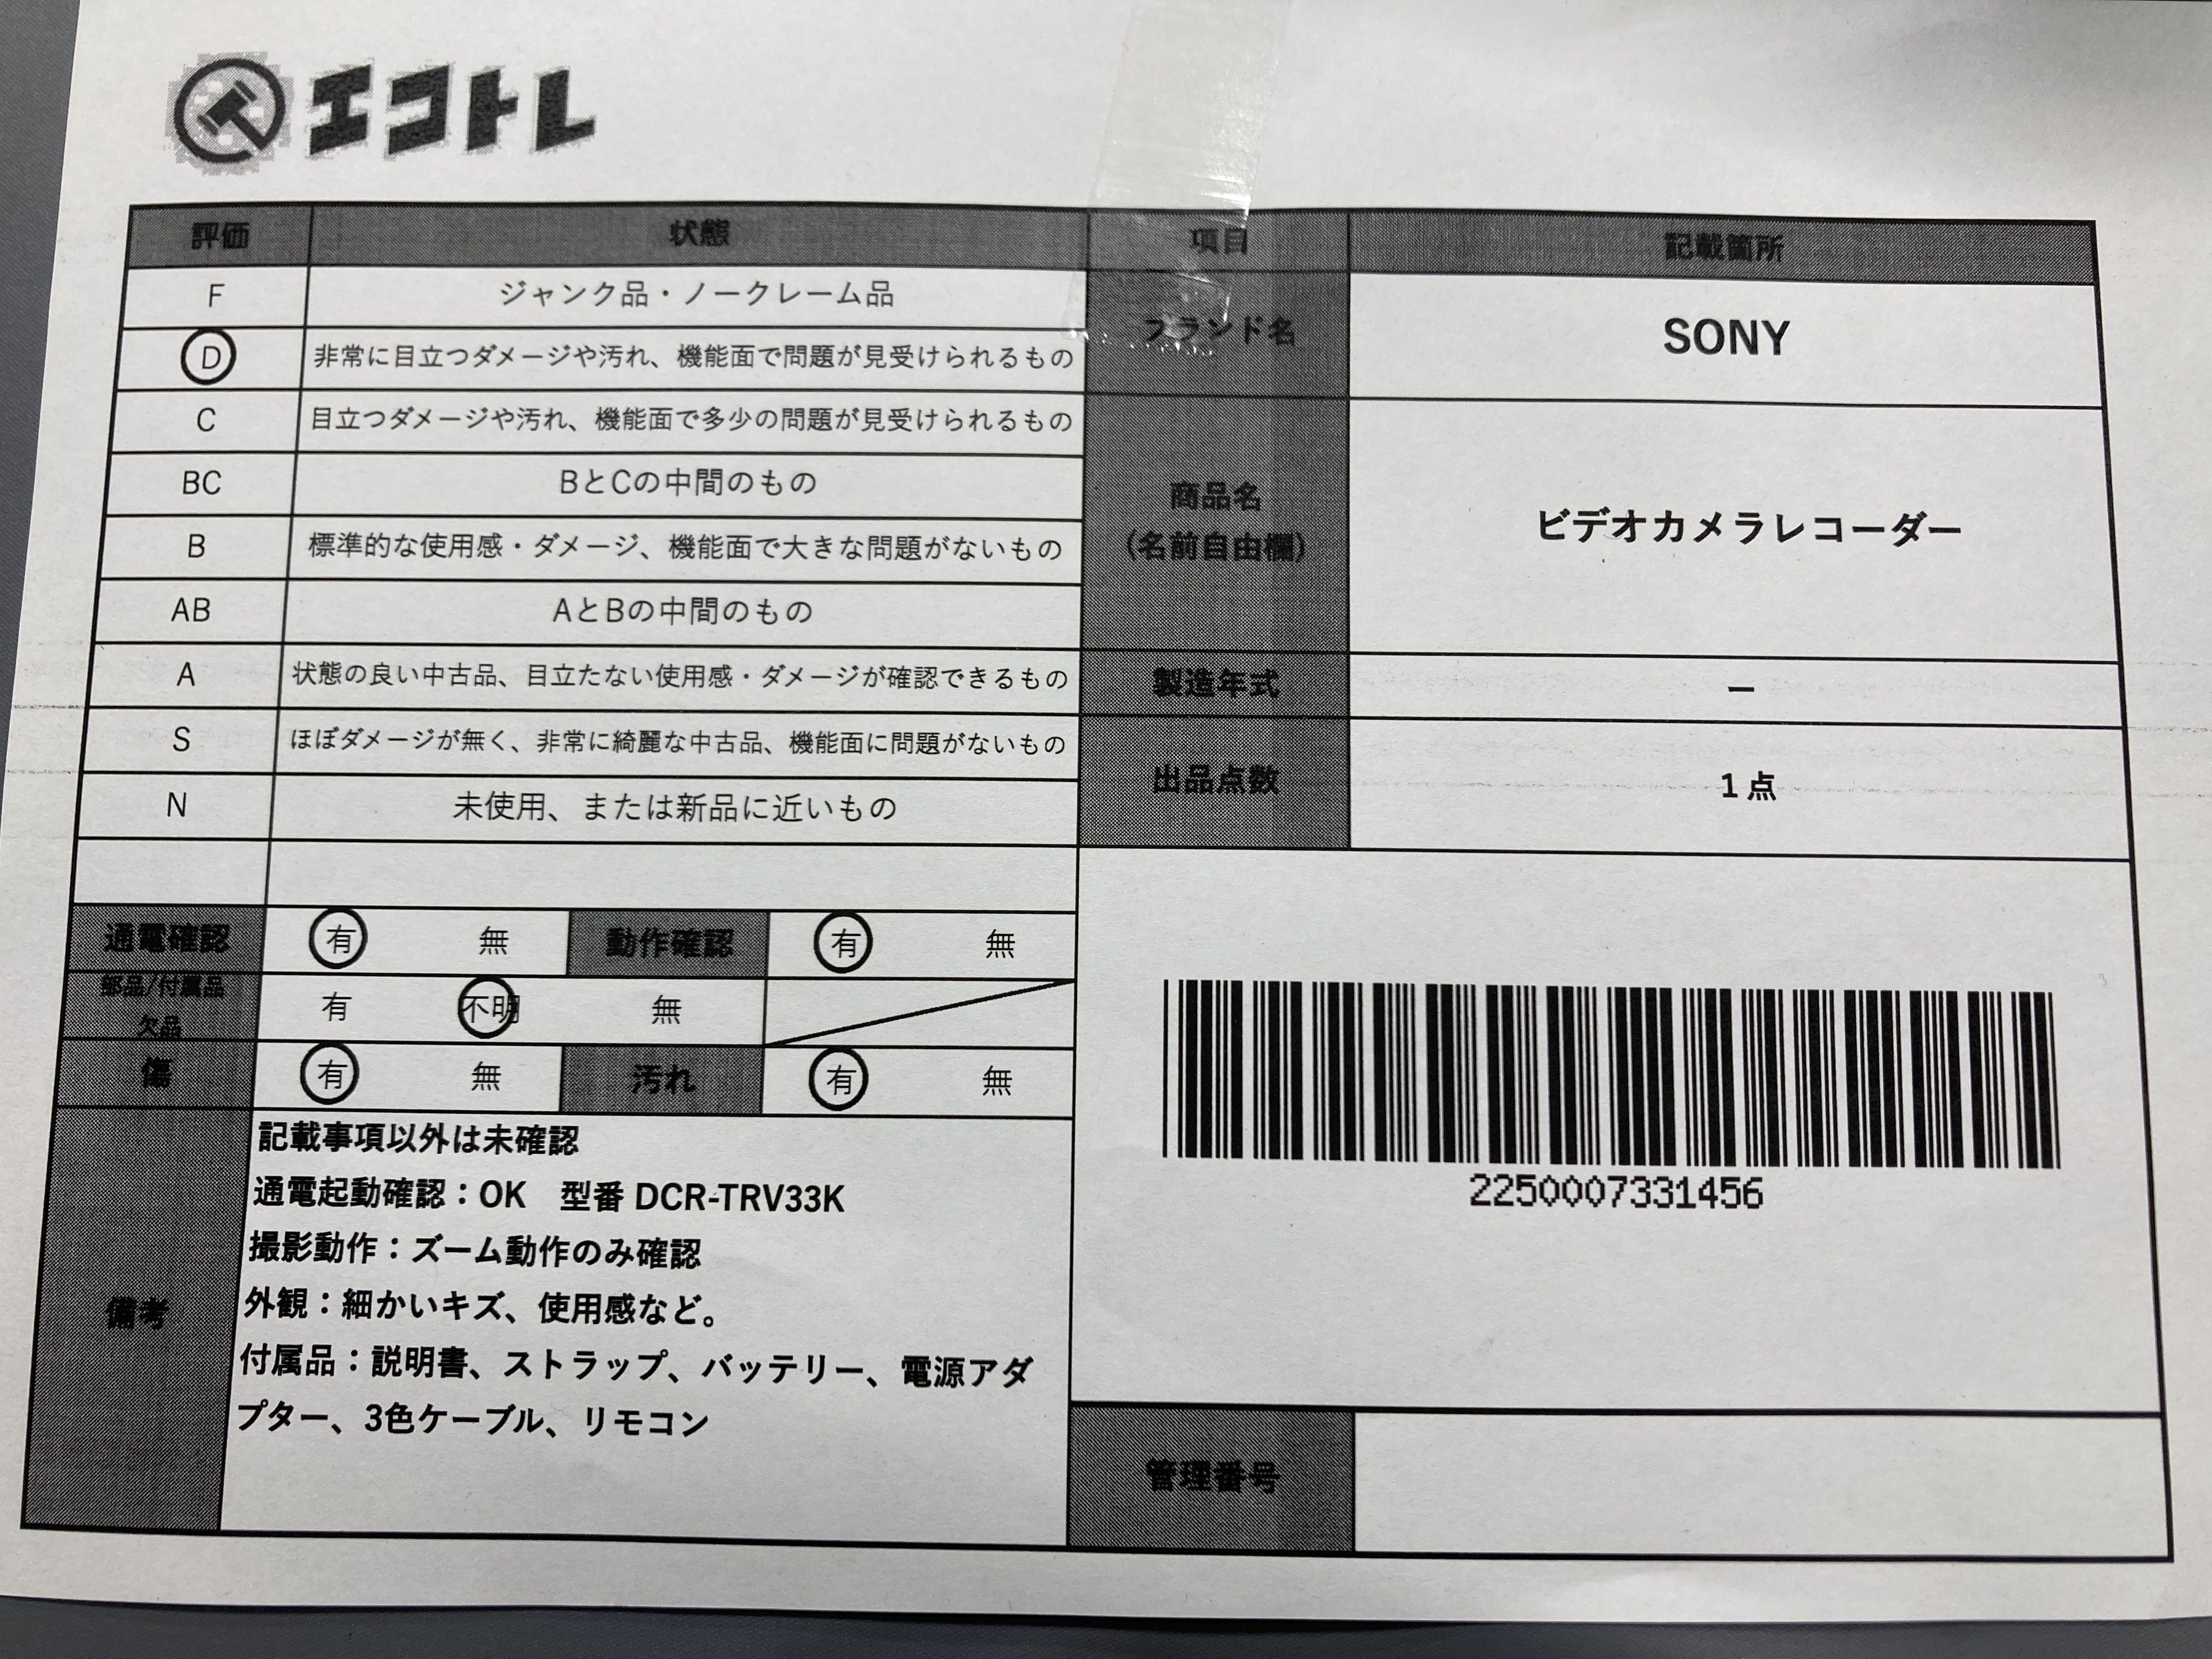 エコトレ
評価 状態
F ジャンク品・ノークレーム品
D 非常に目立つダメージや汚れ、機能面で問題が見受けられるもの
C 目立つダメージや汚れ、機能面で多少の問題が見受けられるもの
BC BとCの中間のもの
B 標準的な使用感・ダメージ、機能面で大きな問題がないもの
AB AとBの中間のもの
A 状態の良い中古品、目立たない使用感・ダメージが確認できるもの
S ほぼダメージが無く、非常に綺麗な中古品、機能面に問題がないもの
N 未使用、または新品に近いもの
通電確認 有 無 動作確認 有 無
部品/付属品
欠品
有 不明 無
傷 有 無 汚れ 有 無
備考
記載事項以外は未確認
通電起動確認：OK 型番 DCR-TRV33K
撮影動作：ズーム動作のみ確認
外観：細かいキズ、使用感など。
付属品：説明書、ストラップ、バッテリー、電源アダ
プター、3色ケーブル、リモコン
項目 記載箇所
ブランド名 SONY
商品名
(名前自由欄)
ビデオカメラレコーダー
製造年式 ー
出品点数 1点
2250007331456
管理番号